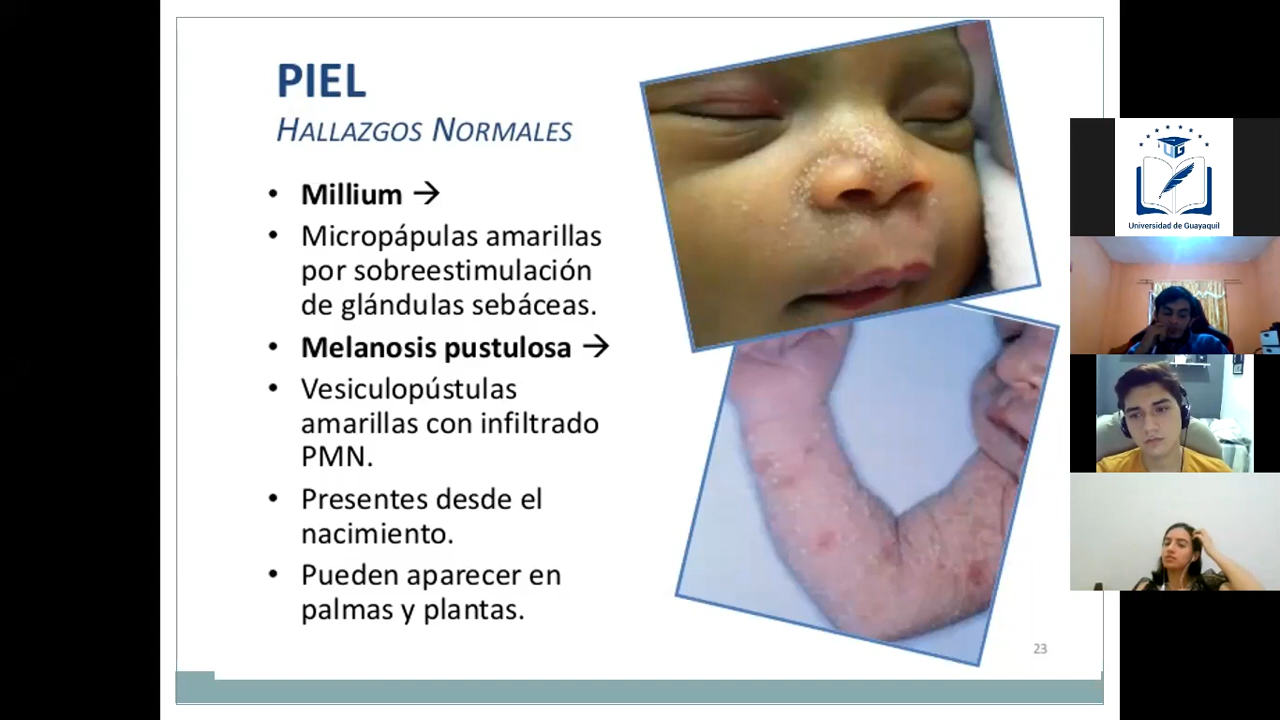 PIEL
HALLAZGOS NORMALES
• Millium →
• Micropápulas amarillas
por sobreestimulación
de glándulas sebáceas.
• Melanosis pustulosa →
• Vesiculopústulas
amarillas con infiltrado
PMN.
• Presentes desde el
nacimiento.
• Pueden aparecer en
palmas y plantas.
23
UG
Universidad de Guayaquil